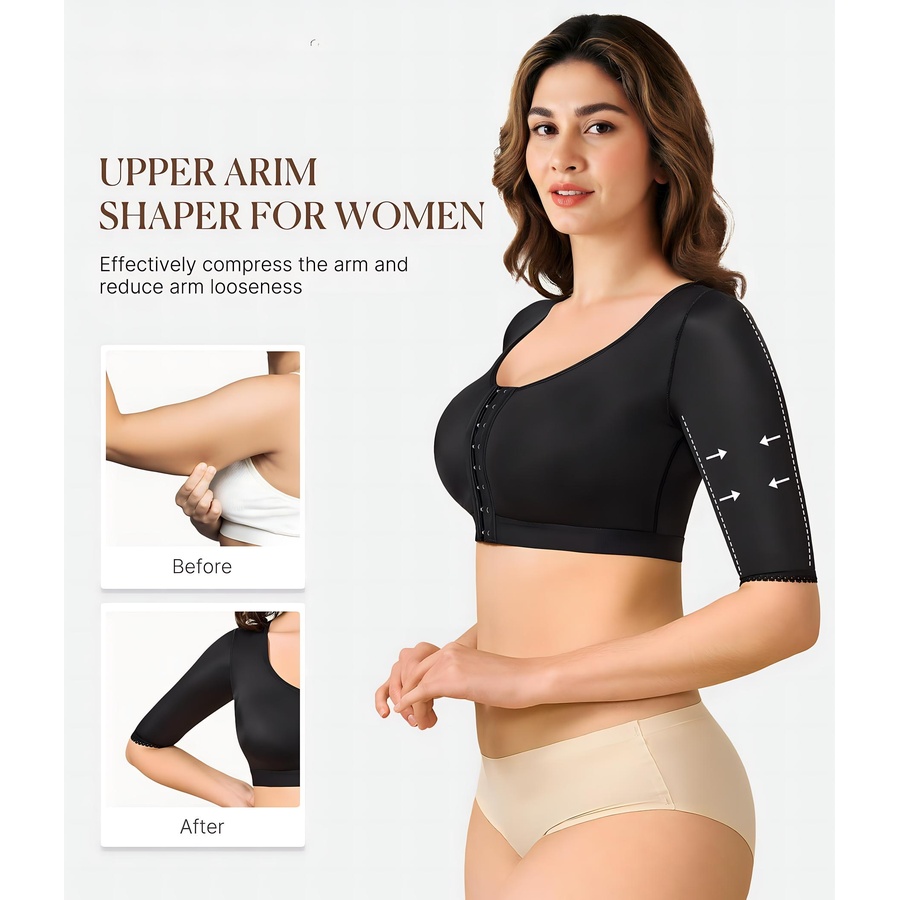 UPPER ARIM
SHAPER FOR WOMEN
Effectively compress the arm and
reduce arm looseness
Before
After